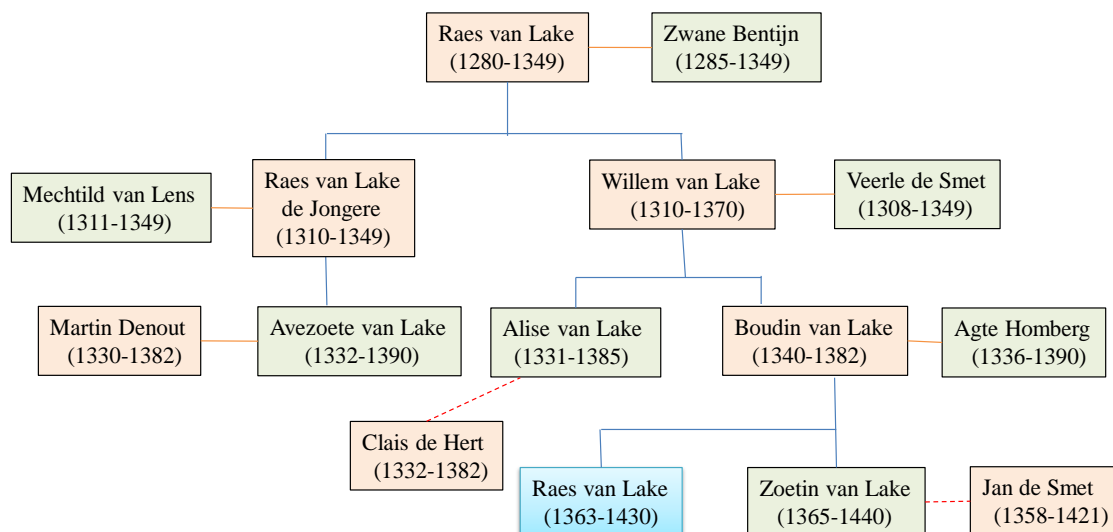 Raes van Lake
(1280-1349)
Zwane Bentijn
(1285-1349)
Mechtild van Lens
(1311-1349)
Raes van Lake
de Jongere
(1310-1349)
Willem van Lake
(1310-1370)
Veerle de Smet
(1308-1349)
Martin Denout
(1330-1382)
Avezoete van Lake
(1332-1390)
Alise van Lake
(1331-1385)
Boudin van Lake
(1340-1382)
Agte Homberg
(1336-1390)
Clais de Hert
(1332-1382)
Raes van Lake
(1363-1430)
Zoetin van Lake
(1365-1440)
Jan de Smet
(1358-1421)